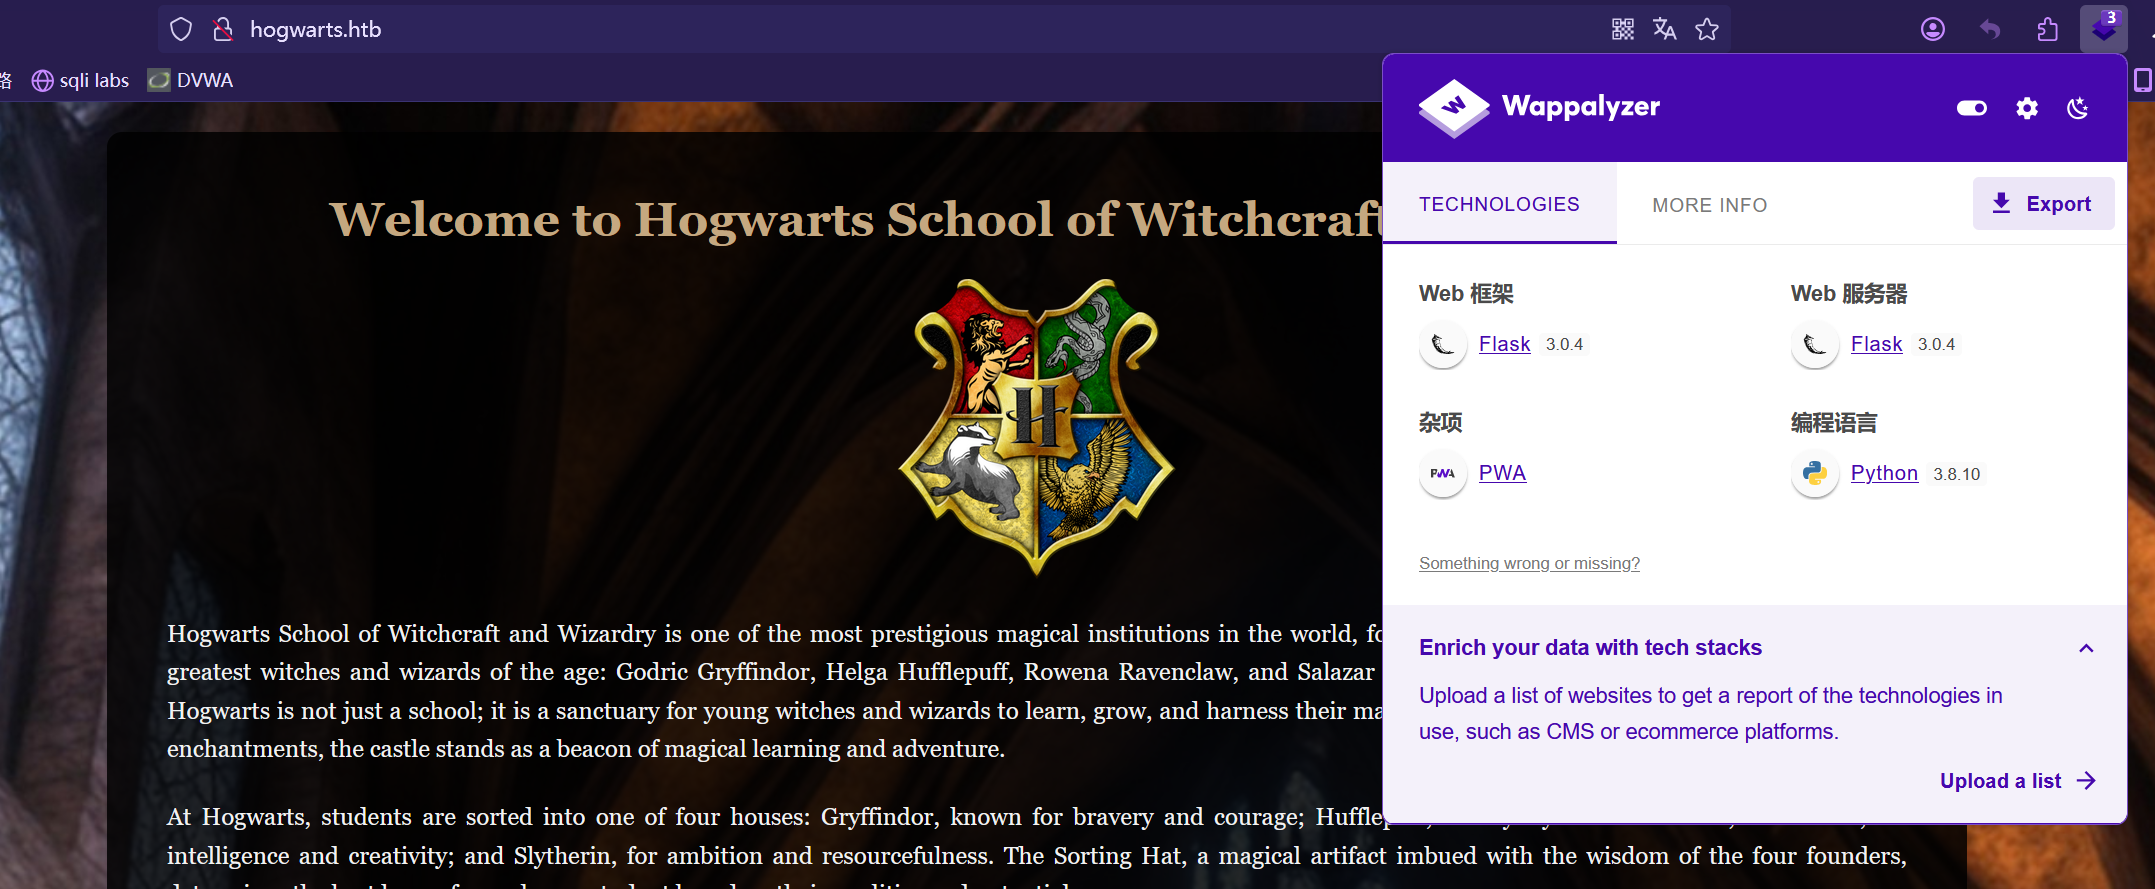 hogwarts.htb
3
路 sqli labs DVWA
Wappalyzer
TECHNOLOGIES MORE INFO Export
Welcome to Hogwarts School of Witchcraft
H
Web 框架 Web 服务器
Flask 3.0.4 Flask 3.0.4
杂项 编程语言
PWA PWA Python 3.8.10
Something wrong or missing?
Enrich your data with tech stacks
Upload a list of websites to get a report of the technologies in
use, such as CMS or ecommerce platforms.
Upload a list
Hogwarts School of Witchcraft and Wizardry is one of the most prestigious magical institutions in the world,
greatest witches and wizards of the age: Godric Gryffindor, Helga Hufflepuff, Rowena Ravenclaw, and Salazar
Hogwarts is not just a school; it is a sanctuary for young witches and wizards to learn, grow, and harness their
enchantments, the castle stands as a beacon of magical learning and adventure.
At Hogwarts, students are sorted into one of four houses: Gryffindor, known for bravery and courage;
intelligence and creativity; and Slytherin, for ambition and resourcefulness. The Sorting Hat, a magical artifact imbued with the wisdom of the four founders,